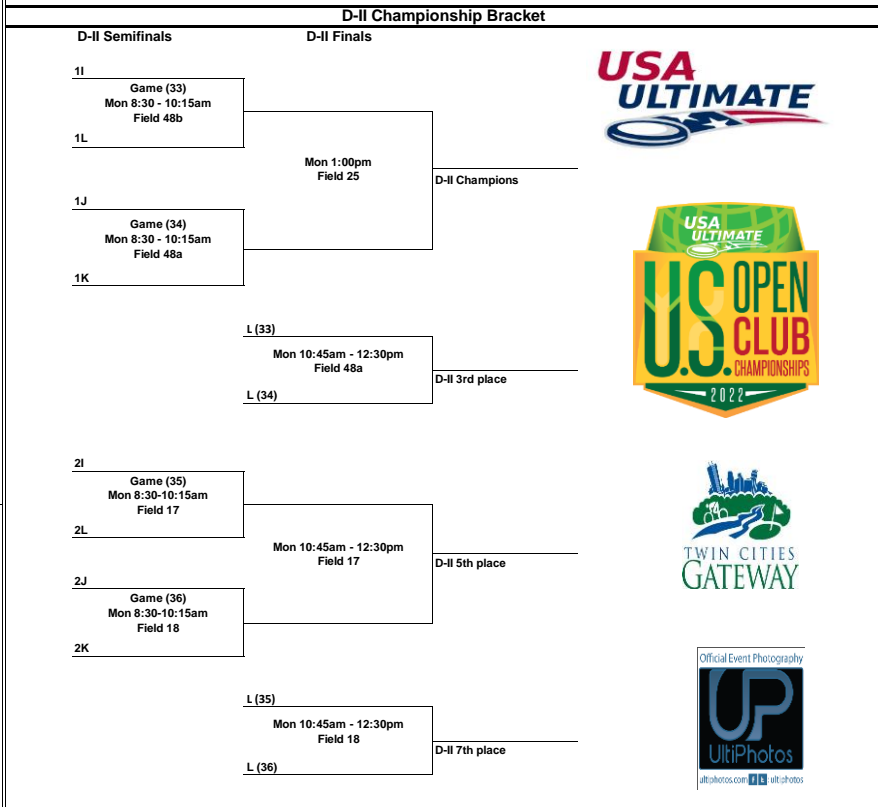 D-II Championship Bracket
D-II Semifinals
D-II Finals
1I
Game (33)
Mon 8:30 - 10:15am
Field 48b
1L
Mon 1:00pm
Field 25
D-II Champions
1J
Game (34)
Mon 8:30 - 10:15am
Field 48a
1K
L (33)
Mon 10:45am - 12:30pm
Field 48a
D-II 3rd place
L (34)
2I
Game (35)
Mon 8:30-10:15am
Field 17
2L
Mon 10:45am - 12:30pm
Field 17
D-II 5th place
2J
Game (36)
Mon 8:30-10:15am
Field 18
2K
L (35)
Mon 10:45am - 12:30pm
Field 18
D-II 7th place
L (36)
USA
ULTIMATE
USA
ULTIMATE
U.S. OPEN
CLUB
CHAMPIONSHIPS
2022
TWIN CITIES
GATEWAY
Official Event Photography
UP
UltiPhotos
ultiphotos.com f t : ultiphotos